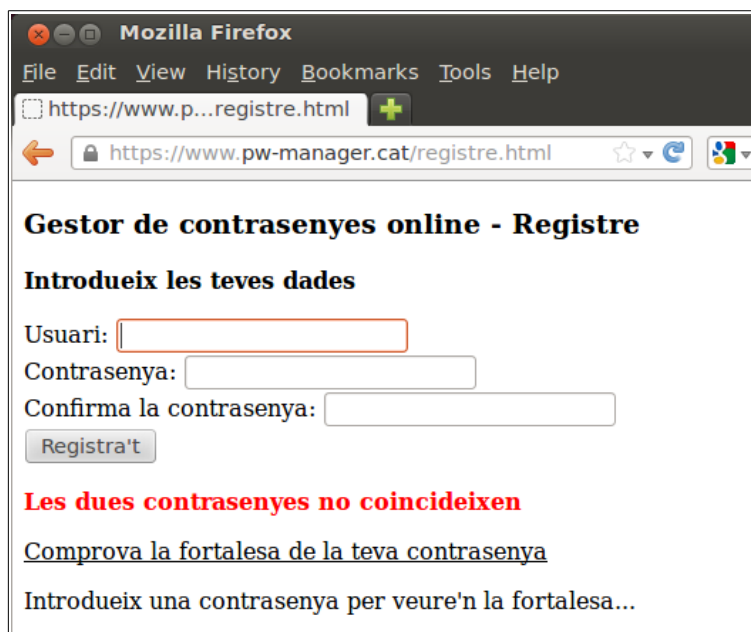 Mozilla Firefox
File Edit View History Bookmarks Tools Help
https://www.p...registre.html
https://www.pw-manager.cat/registre.html
Gestor de contrasenyes online - Registre
Introdueix les teves dades
Usuari:
Contrasenya:
Confirma la contrasenya:
Registra't
Les dues contrasenyes no coincideixen
Comprova la fortalesa de la teva contrasenya
Introdueix una contrasenya per veure'n la fortalesa...